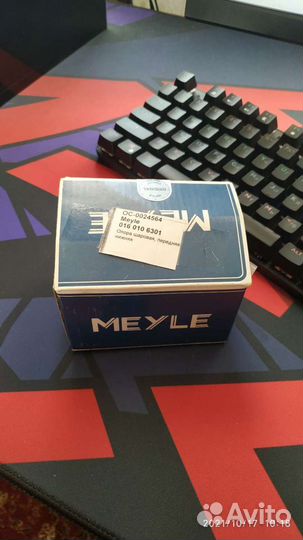 MEYLE
OC-0024564
Meyle
016 010 6301
Опора шаровая, передняя
нижняя
MEYLE
2021/10/17 10:18
Avito